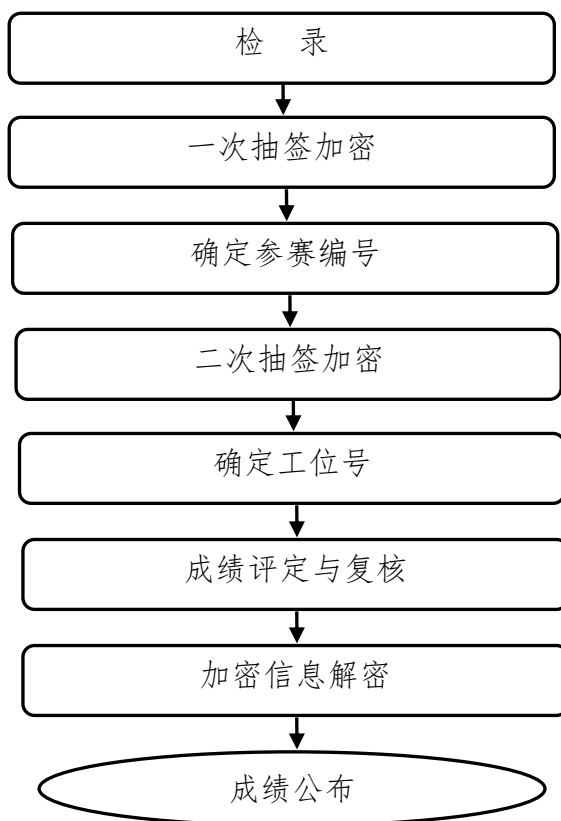 检 录
一次抽签加密
确定参赛编号
二次抽签加密
确定工位号
成绩评定与复核
加密信息解密
成绩公布